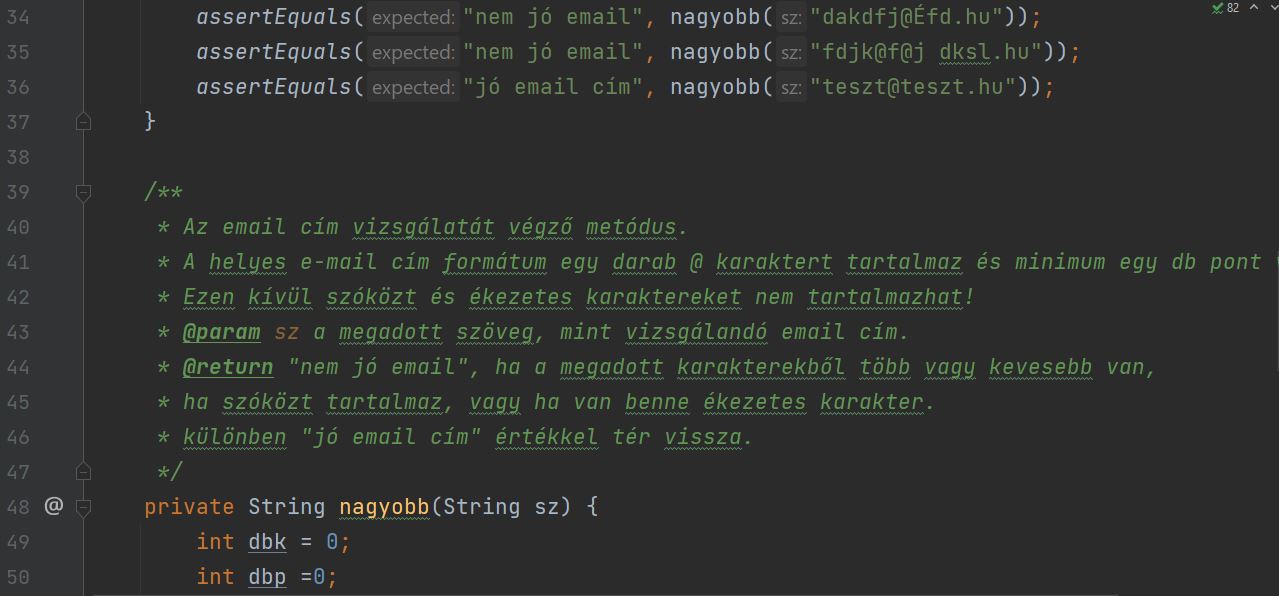 82
34 assertEquals( expected: "nem jó email", nagyobb( sz: "dakdfj@Éfd.hu"));
35 assertEquals( expected: "nem jó email", nagyobb( sz: "fdjk@f@j dksl.hu"));
36 assertEquals( expected: "jó email cím", nagyobb( sz: "teszt@teszt.hu"));
37 }
38
39 /**
40 * Az email cím vizsgálatát végző metódus.
41 * A helyes e-mail cím formátum egy darab @ karaktert tartalmaz és minimum egy db pont
42 * Ezen kívül szóközt és ékezetes karaktereket nem tartalmazhat!
43 * @param sz a megadott szöveg, mint vizsgálandó email cím.
44 * @return "nem jó email", ha a megadott karakterekből több vagy kevesebb van,
45 * ha szóközt tartalmaz, vagy ha van benne ékezetes karakter.
46 * különben "jó email cím" értékkel tér vissza.
47 */
48 @ private String nagyobb(String sz) {
49 int dbk = 0;
50 int dbp =0;